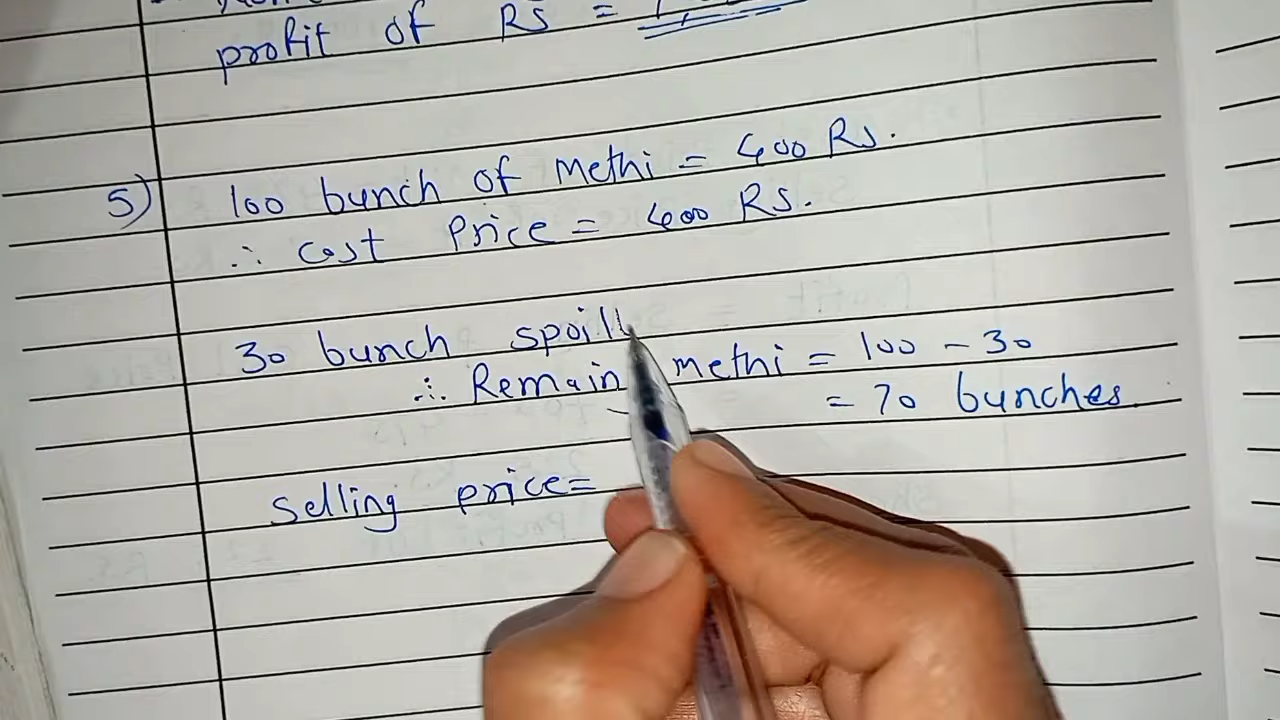 profit of Rs =
5) 100 bunch of methi = 400 Rs.
∴ cost Price = 400 Rs.
30 bunch spoill
∴ Remain methi = 100 - 30
= 70 bunches
selling price =